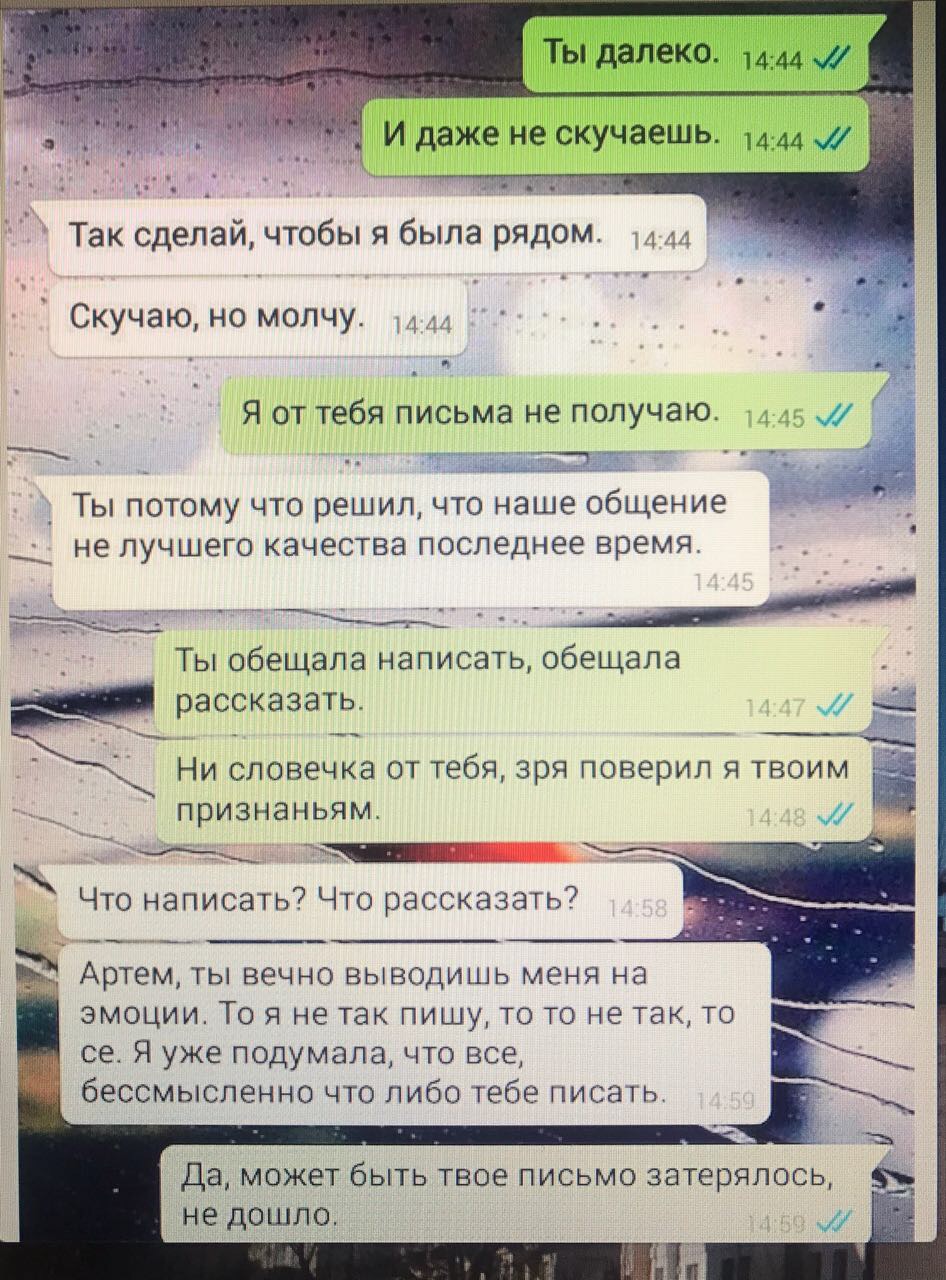 Ты далеко. 14:44
И даже не скучаешь. 14:44
Так сделай, чтобы я была рядом. 14:44
Скучаю, но молчу. 14:44
Я от тебя письма не получаю. 14:45
Ты потому что решил, что наше общение
не лучшего качества последнее время.
14:45
Ты обещала написать, обещала
рассказать. 14:47
Ни словечка от тебя, зря поверил я твоим
признаньям. 14:48
Что написать? Что рассказать? 14:58
Артем, ты вечно выводишь меня на
эмоции. То я не так пишу, то то не так, то
се. Я уже подумала, что все,
бессмысленно что либо тебе писать. 14:59
Да, может быть твое письмо затерялось,
не дошло. 14:59